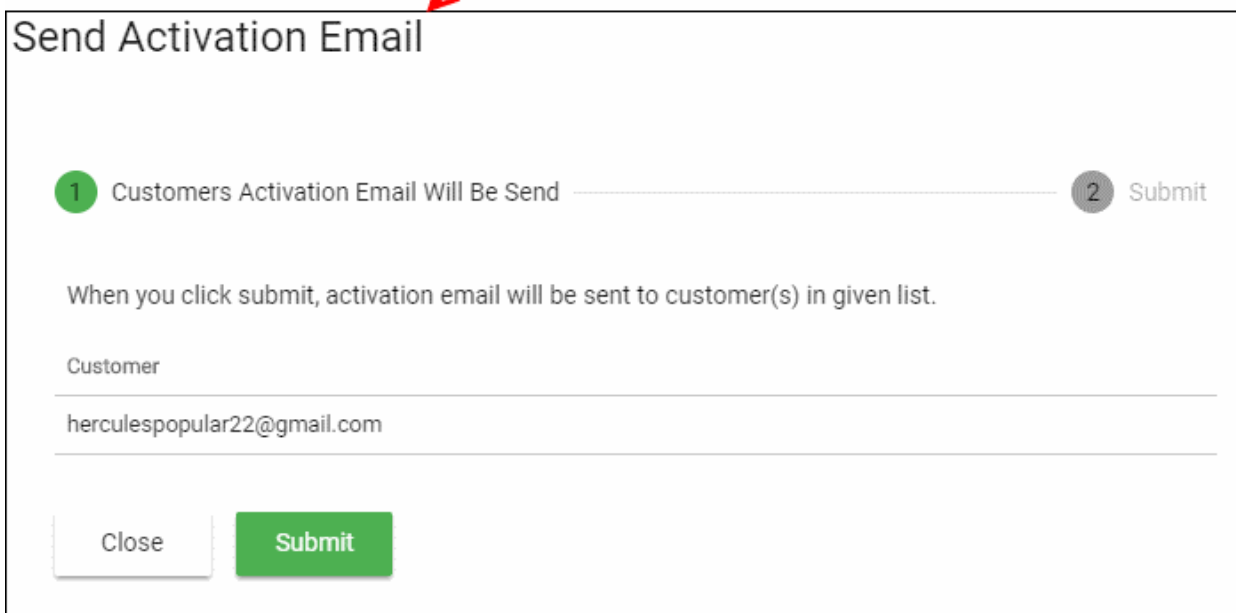 Send Activation Email
1 Customers Activation Email Will Be Send 2 Submit
When you click submit, activation email will be sent to customer(s) in given list.
Customer
herculespopular22@gmail.com
Close Submit